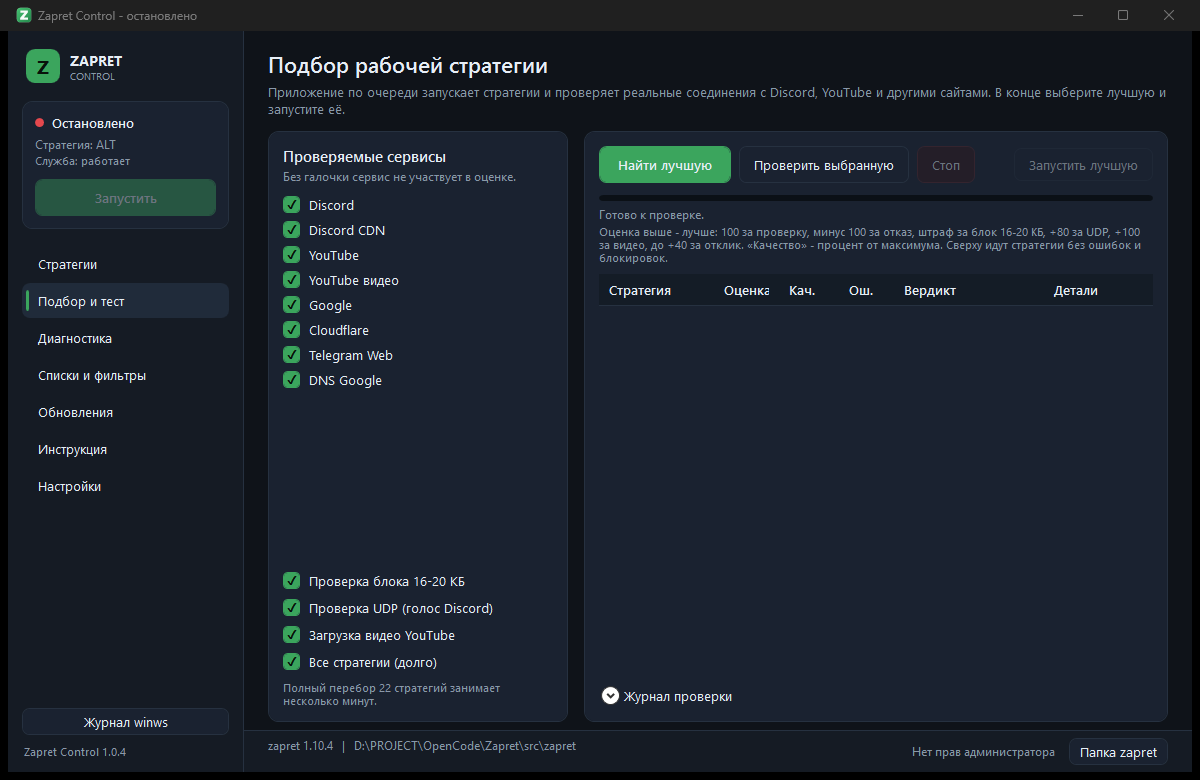 Z Zapret Control - остановлено
Z
ZAPRET
CONTROL
Остановлено
Стратегия: ALT
Служба: работает
Запустить
Стратегии
Подбор и тест
Диагностика
Списки и фильтры
Обновления
Инструкция
Настройки
Журнал winws
Zapret Control 1.0.4
Подбор рабочей стратегии
Приложение по очереди запускает стратегии и проверяет реальные соединения с Discord, YouTube и другими сайтами. В конце выберите лучшую и
запустите её.
Проверяемые сервисы
Без галочки сервис не участвует в оценке.
Discord
Discord CDN
YouTube
YouTube видео
Google
Cloudflare
Telegram Web
DNS Google
Проверка блока 16-20 КБ
Проверка UDP (голос Discord)
Загрузка видео YouTube
Все стратегии (долго)
Полный перебор 22 стратегий занимает
несколько минут.
Найти лучшую Проверить выбранную Стоп Запустить лучшую
Готово к проверке.
Оценка выше - лучше: 100 за проверку, минус 100 за отказ, штраф за блок 16-20 КБ, +80 за UDP, +100
за видео, до +40 за отклик. «Качество» - процент от максимума. Сверху идут стратегии без ошибок и
блокировок.
Стратегия Оценка Кач. Ош. Вердикт Детали
Журнал проверки
zapret 1.10.4 | D:\PROJECT\OpenCode\Zapret\src\zapret
Нет прав администратора Папка zapret